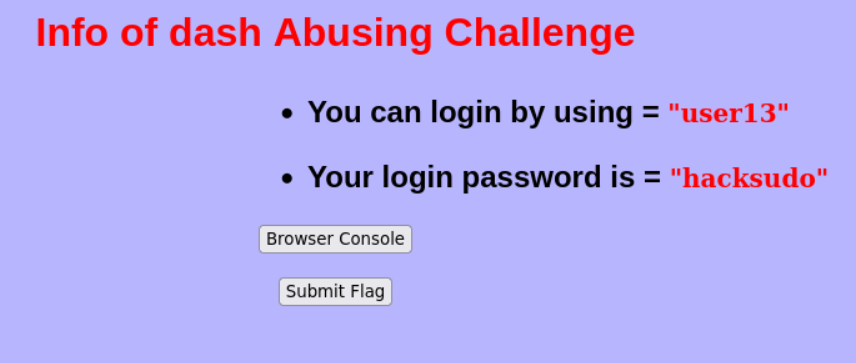 Info of dash Abusing Challenge
• You can login by using = "user13"
• Your login password is = "hacksudo"
Browser Console
Submit Flag